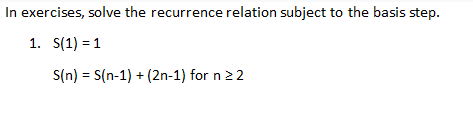 In exercises, solve the recurrence relation subject to the basis step.
1. S(1) = 1
S(n) = S(n-1) + (2n-1) for n ≥ 2